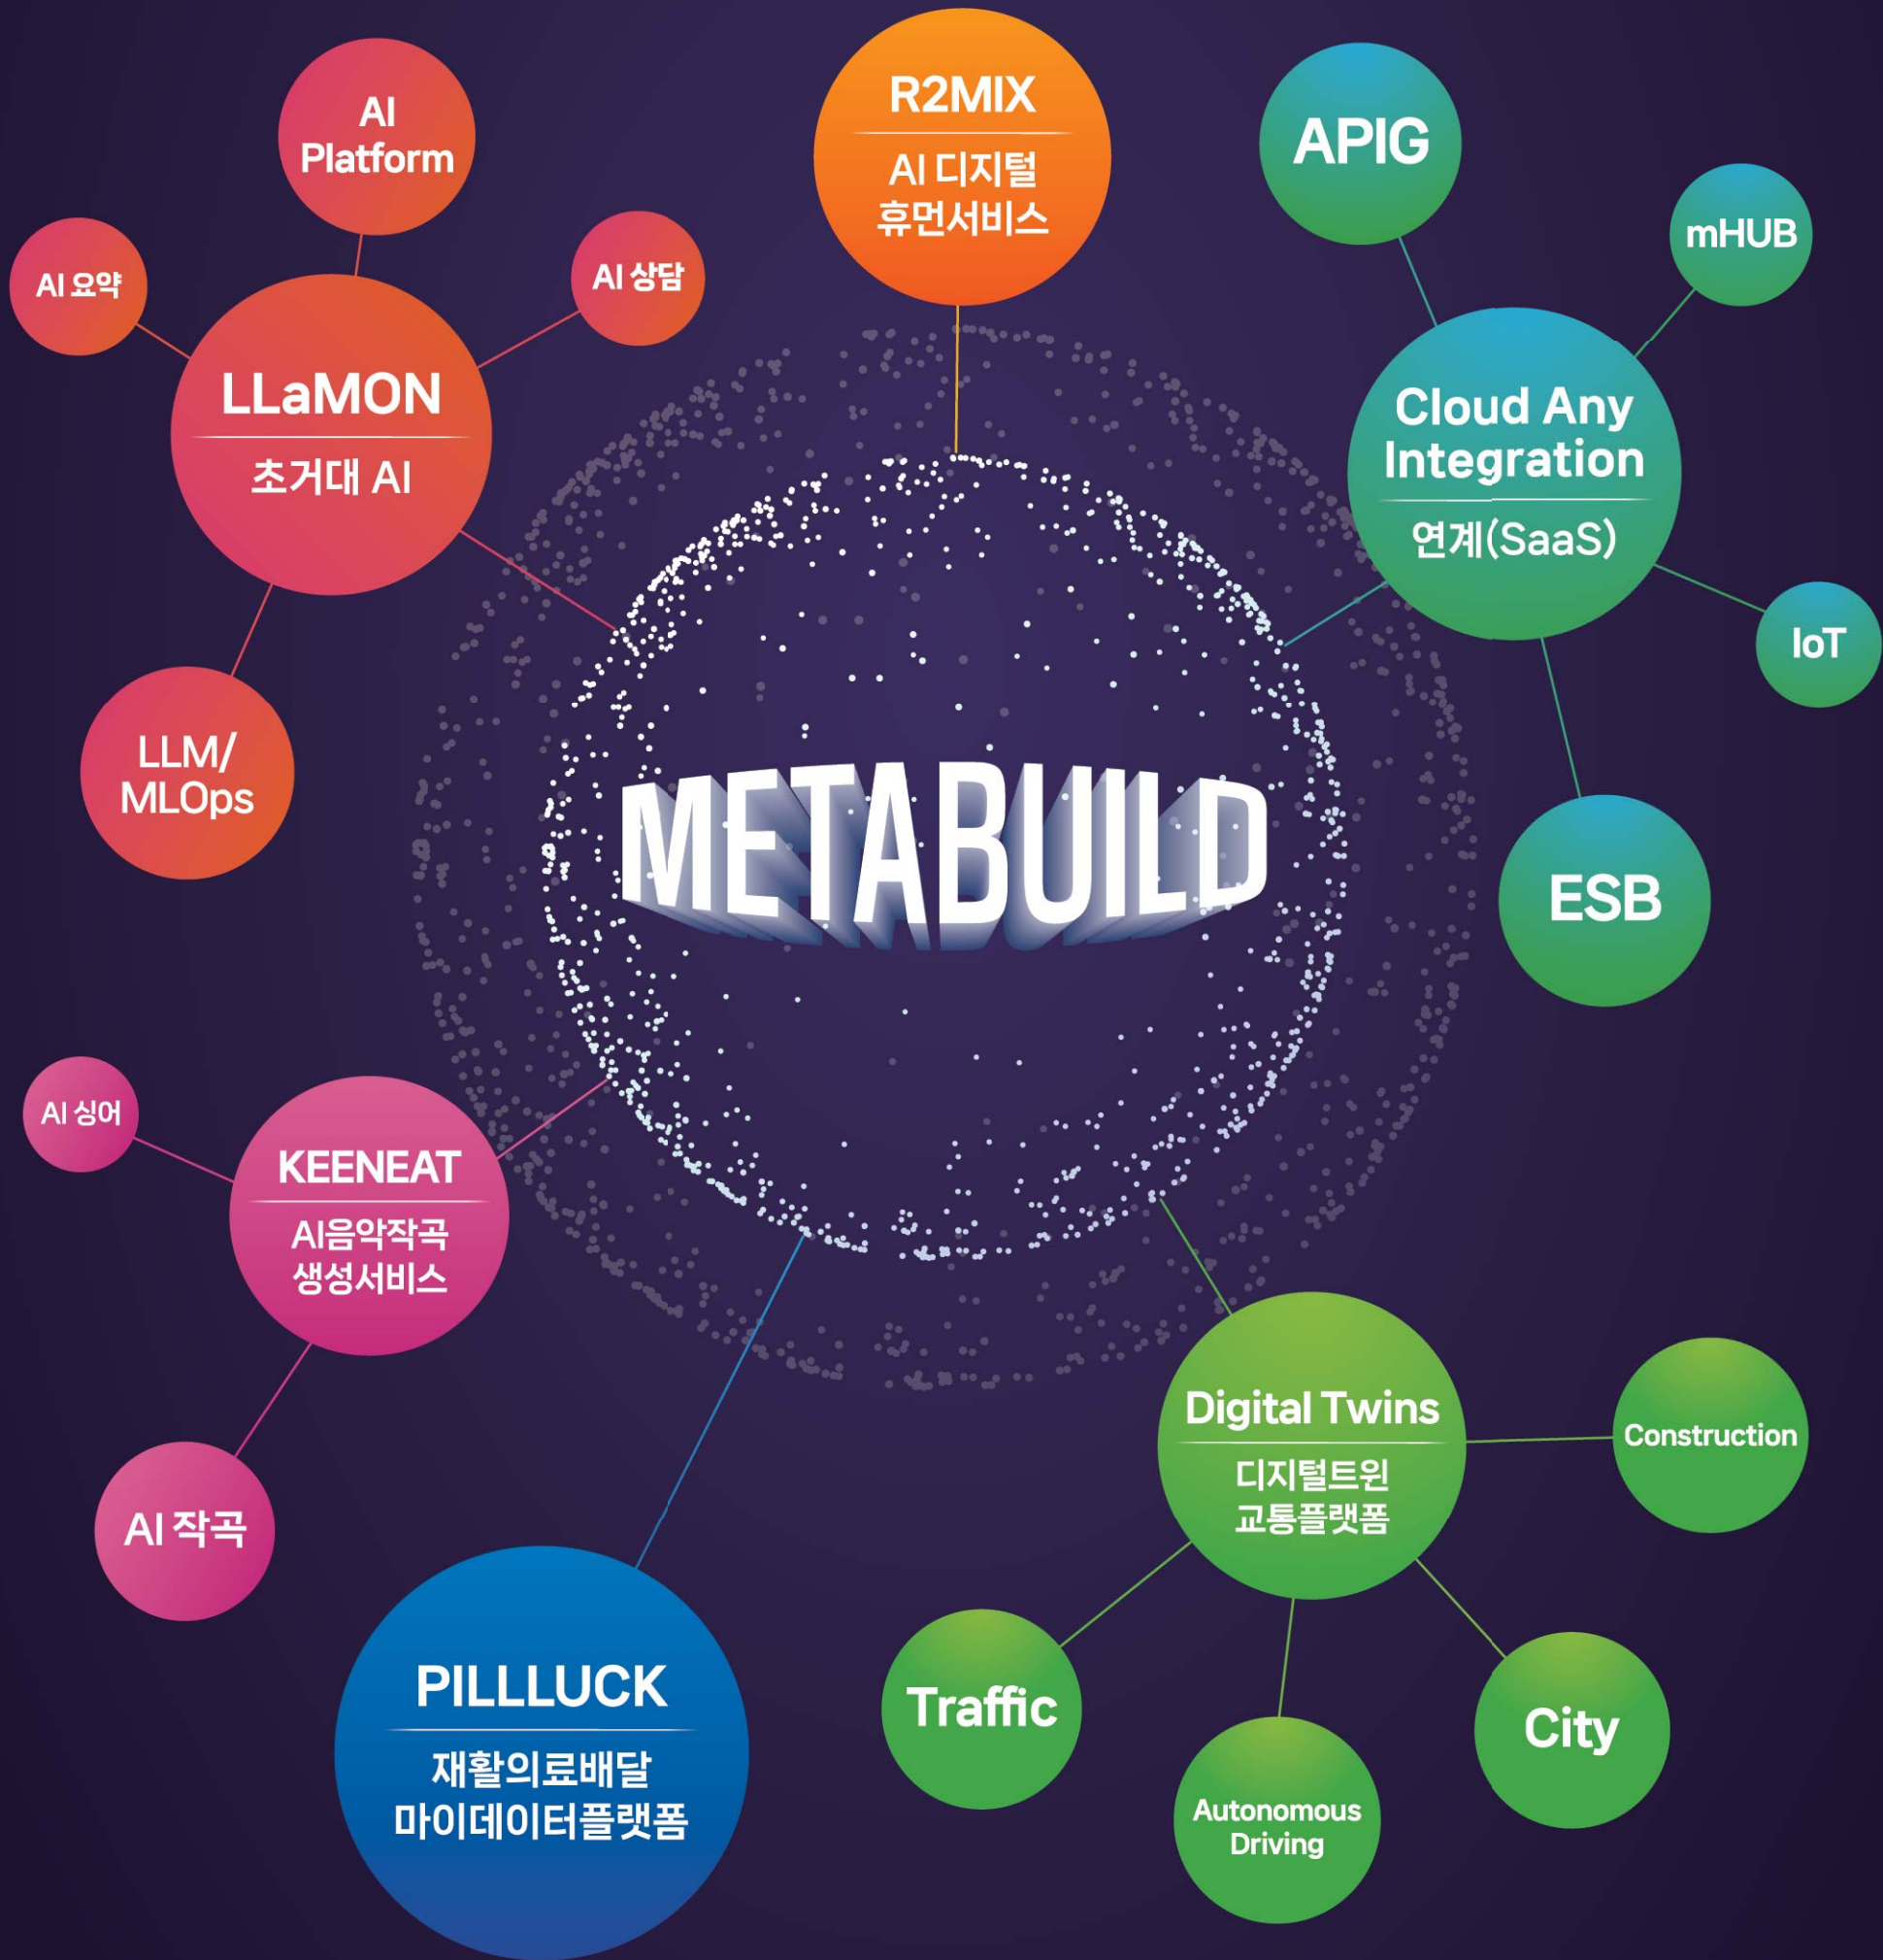 AI
Platform
AI 요약
AI 상담
LLaMON
초거대 AI
LLM/
MLOps
R2MIX
AI 디지털
휴먼서비스
APIG
mHUB
Cloud Any
Integration
연계(SaaS)
IoT
ESB
METABUILD
AI 싱어
KEENEAT
AI음악작곡
생성서비스
AI 작곡
PILLLUCK
재활의료배달
마이데이터플랫폼
Digital Twins
디지털트윈
교통플랫폼
Construction
Traffic
Autonomous
Driving
City